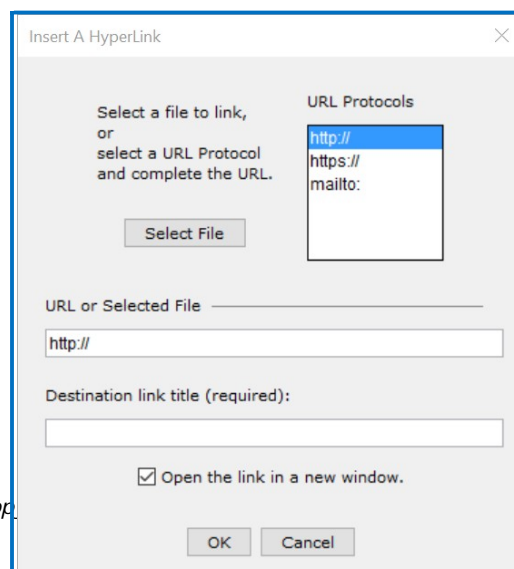 Insert A HyperLink
Select a file to link,
or
select a URL Protocol
and complete the URL.
Select File
URL Protocols
http://
https://
mailto:
URL or Selected File
http://
Destination link title (required):
Open the link in a new window.
OK
Cancel